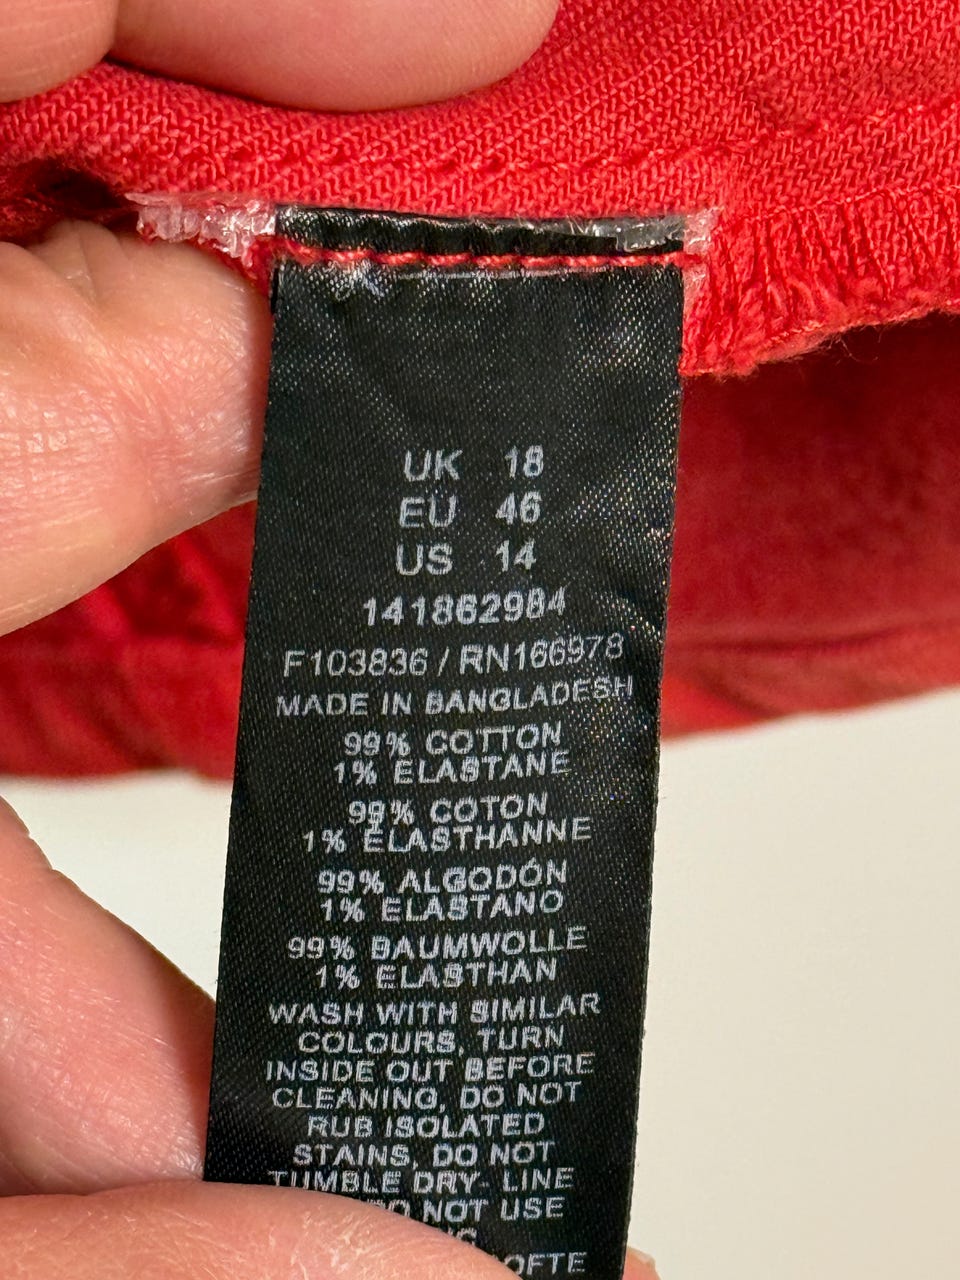 UK 18
EU 46
US 14
141862984
F103836 / RN166978
MADE IN BANGLADESH
99% COTTON
1% ELASTANE
99% COTON
1% ÉLASTHANNE
99% ALGODÓN
1% ELASTANO
99% BAUMWOLLE
1% ELASTHAN
WASH WITH SIMILAR
COLOURS, TURN
INSIDE OUT BEFORE
CLEANING, DO NOT
RUB ISOLATED
STAINS, DO NOT
TUMBLE DRY- LINE
DO NOT USE